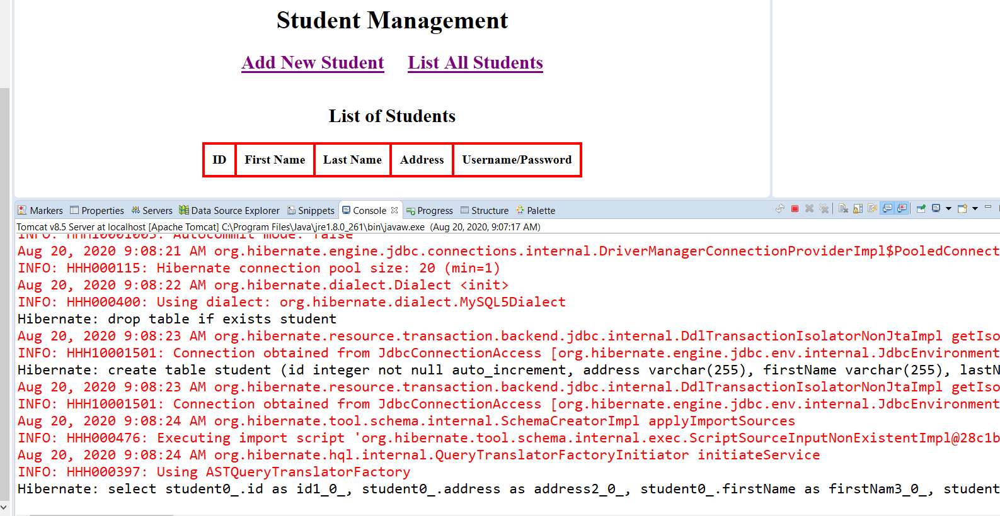 Student Management
Add New Student List All Students
List of Students
ID First Name Last Name Address Username/Password
Markers Properties Servers Data Source Explorer Snippets Console Progress Structure Palette
Tomcat v8.5 Server at localhost [Apache Tomcat] C:\Program Files\Java\jre1.8.0_261\bin\javaw.exe (Aug 20, 2020, 9:07:17 AM)
INFO: HHH10001003: Autocommit mode: false
Aug 20, 2020 9:08:21 AM org.hibernate.engine.jdbc.connections.internal.DriverManagerConnectionProviderImpl$PooledConnect
INFO: HHH000115: Hibernate connection pool size: 20 (min=1)
Aug 20, 2020 9:08:22 AM org.hibernate.dialect.Dialect <init>
INFO: HHH000400: Using dialect: org.hibernate.dialect.MySQL5Dialect
Hibernate: drop table if exists student
Aug 20, 2020 9:08:23 AM org.hibernate.resource.transaction.backend.jdbc.internal.DdlTransactionIsolatorNonJtaImpl getIso
INFO: HHH10001501: Connection obtained from JdbcConnectionAccess [org.hibernate.engine.jdbc.env.internal.JdbcEnvironment
Hibernate: create table student (id integer not null auto_increment, address varchar(255), firstName varchar(255), lastN
Aug 20, 2020 9:08:23 AM org.hibernate.resource.transaction.backend.jdbc.internal.DdlTransactionIsolatorNonJtaImpl getIso
INFO: HHH10001501: Connection obtained from JdbcConnectionAccess [org.hibernate.engine.jdbc.env.internal.JdbcEnvironment
Aug 20, 2020 9:08:24 AM org.hibernate.tool.schema.internal.SchemaCreatorImpl applyImportSources
INFO: HHH000476: Executing import script 'org.hibernate.tool.schema.internal.exec.ScriptSourceInputNonExistentImpl@28c1b
Aug 20, 2020 9:08:24 AM org.hibernate.hql.internal.QueryTranslatorFactoryInitiator initiateService
INFO: HHH000397: Using ASTQueryTranslatorFactory
Hibernate: select student0_.id as id1_0_, student0_.address as address2_0_, student0_.firstName as firstNam3_0_, student